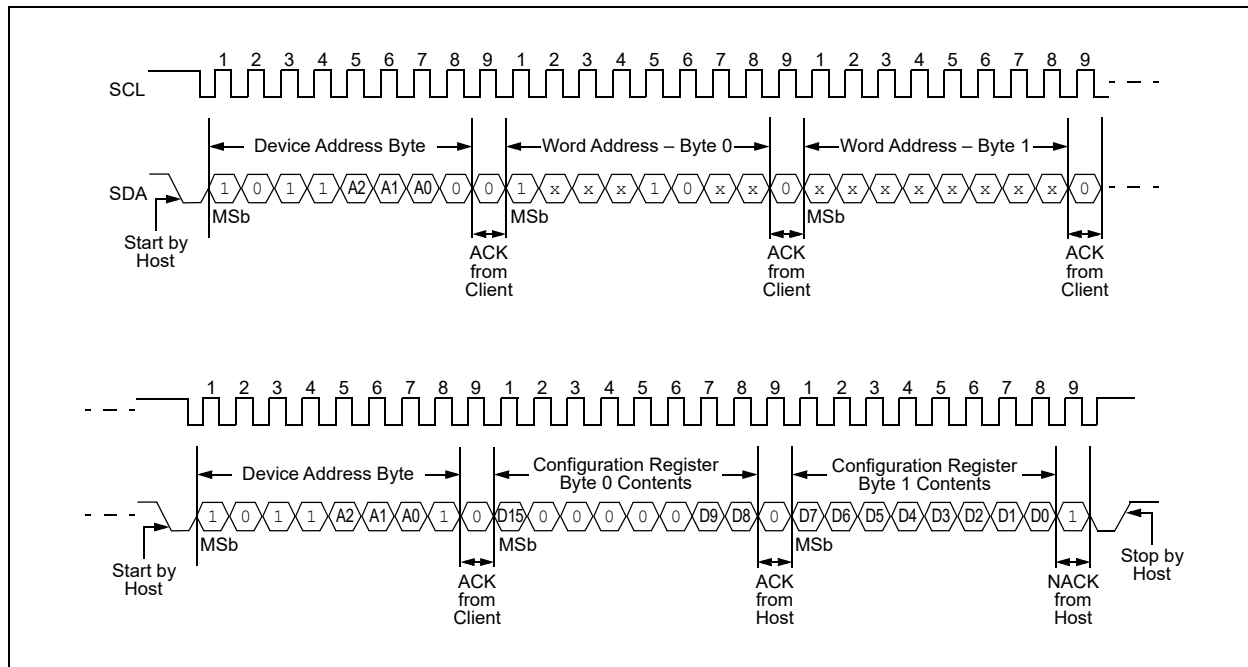 1 2 3 4 5 6 7 8 9 1 2 3 4 5 6 7 8 9 1 2 3 4 5 6 7 8 9
SCL
Device Address Byte
Word Address – Byte 0
Word Address – Byte 1
SDA
1 0 1 1 A2 A1 A0 0 0 1 x x x 1 0 x x 0 x x x x x x x x 0
MSb
MSb
MSb
Start by
Host
ACK
from
Client
ACK
from
Client
ACK
from
Client
1 2 3 4 5 6 7 8 9 1 2 3 4 5 6 7 8 9 1 2 3 4 5 6 7 8 9
Device Address Byte
Configuration Register
Byte 0 Contents
Configuration Register
Byte 1 Contents
1 0 1 1 A2 A1 A0 1 0 D15 0 0 0 0 0 D9 D8 0 D7 D6 D5 D4 D3 D2 D1 D0 1
MSb
MSb
MSb
Start by
Host
ACK
from
Client
ACK
from
Host
NACK
from
Host
Stop by
Host